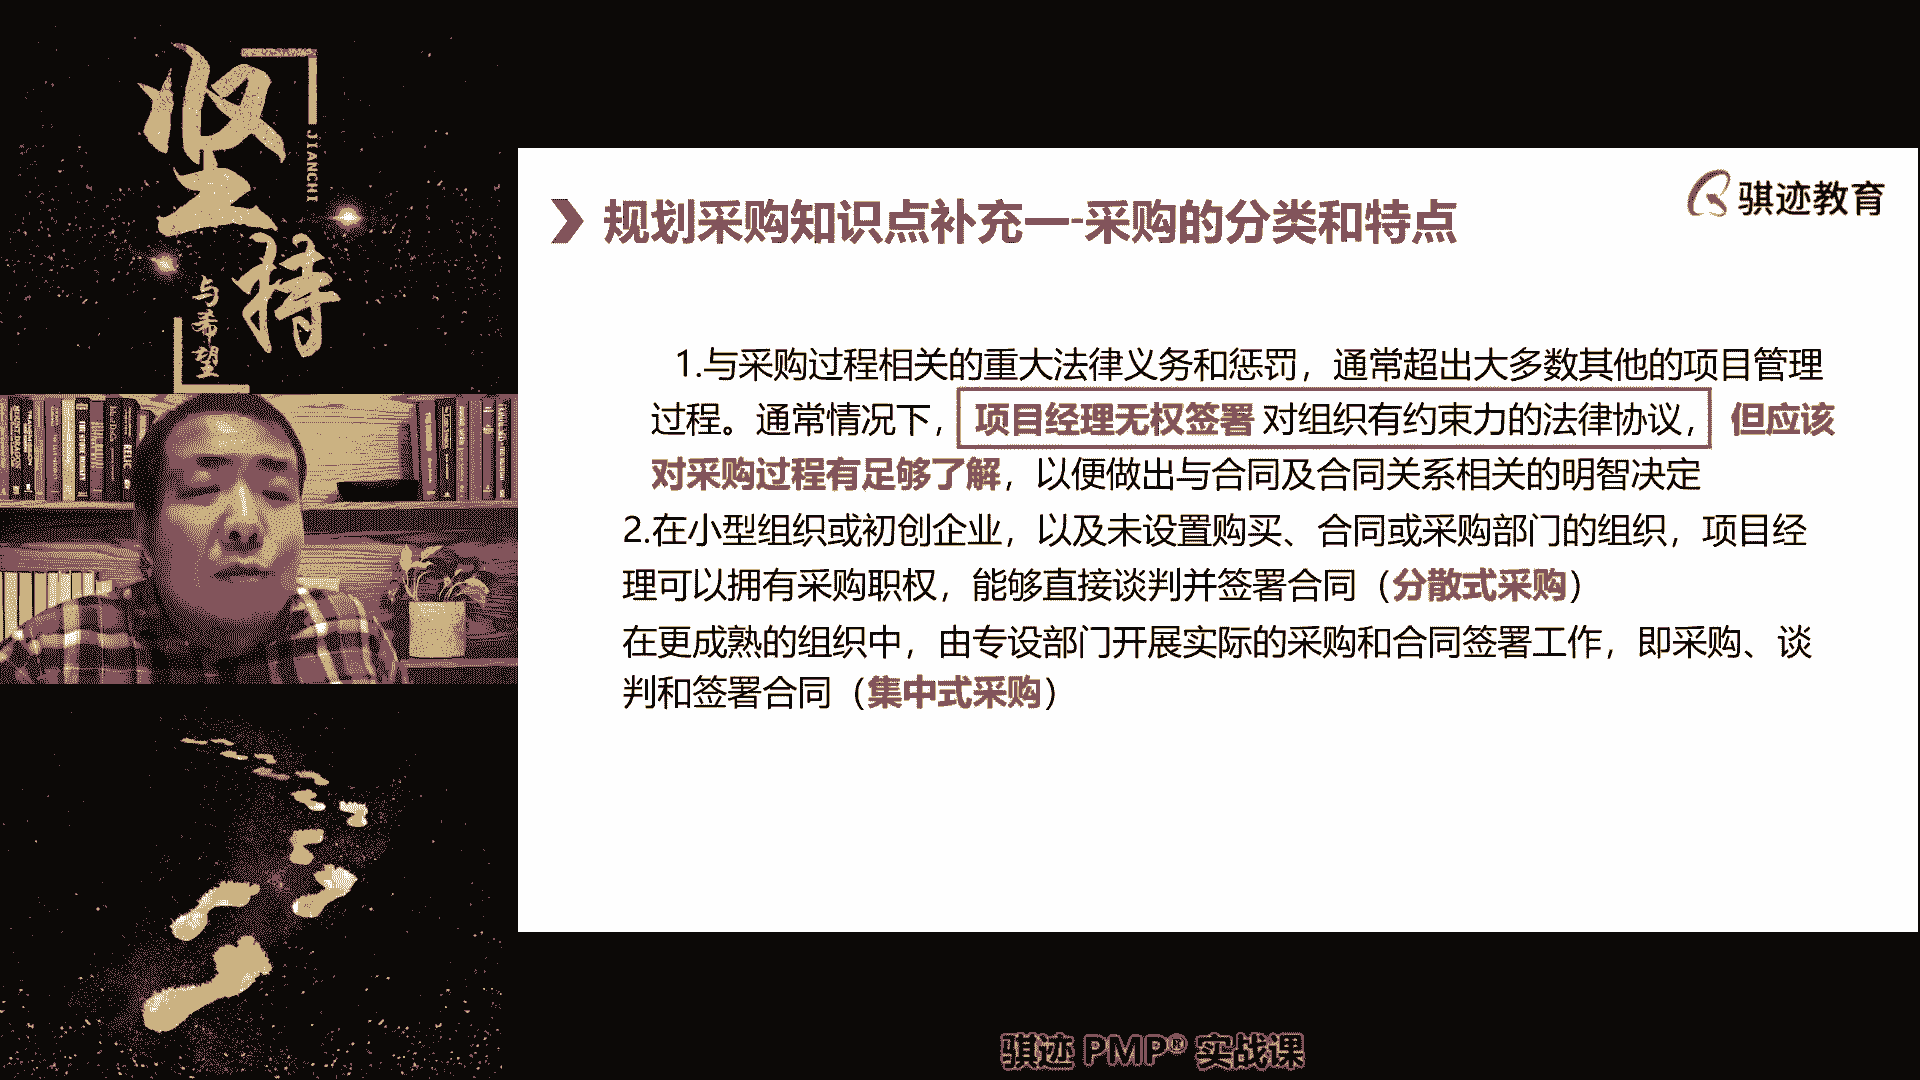 坚持
JIANCHI
与希望
骐迹教育
规划采购知识点补充一-采购的分类和特点
1.与采购过程相关的重大法律义务和惩罚，通常超出大多数其他的项目管理
过程。通常情况下，项目经理无权签署 对组织有约束力的法律协议，但应该
对采购过程有足够了解，以便做出与合同及合同关系相关的明智决定
2.在小型组织或初创企业，以及未设置购买、合同或采购部门的组织，项目经
理可以拥有采购职权，能够直接谈判并签署合同（分散式采购）
在更成熟的组织中，由专设部门开展实际的采购和合同签署工作，即采购、谈
判和签署合同（集中式采购）
骐迹 PMP® 实战课